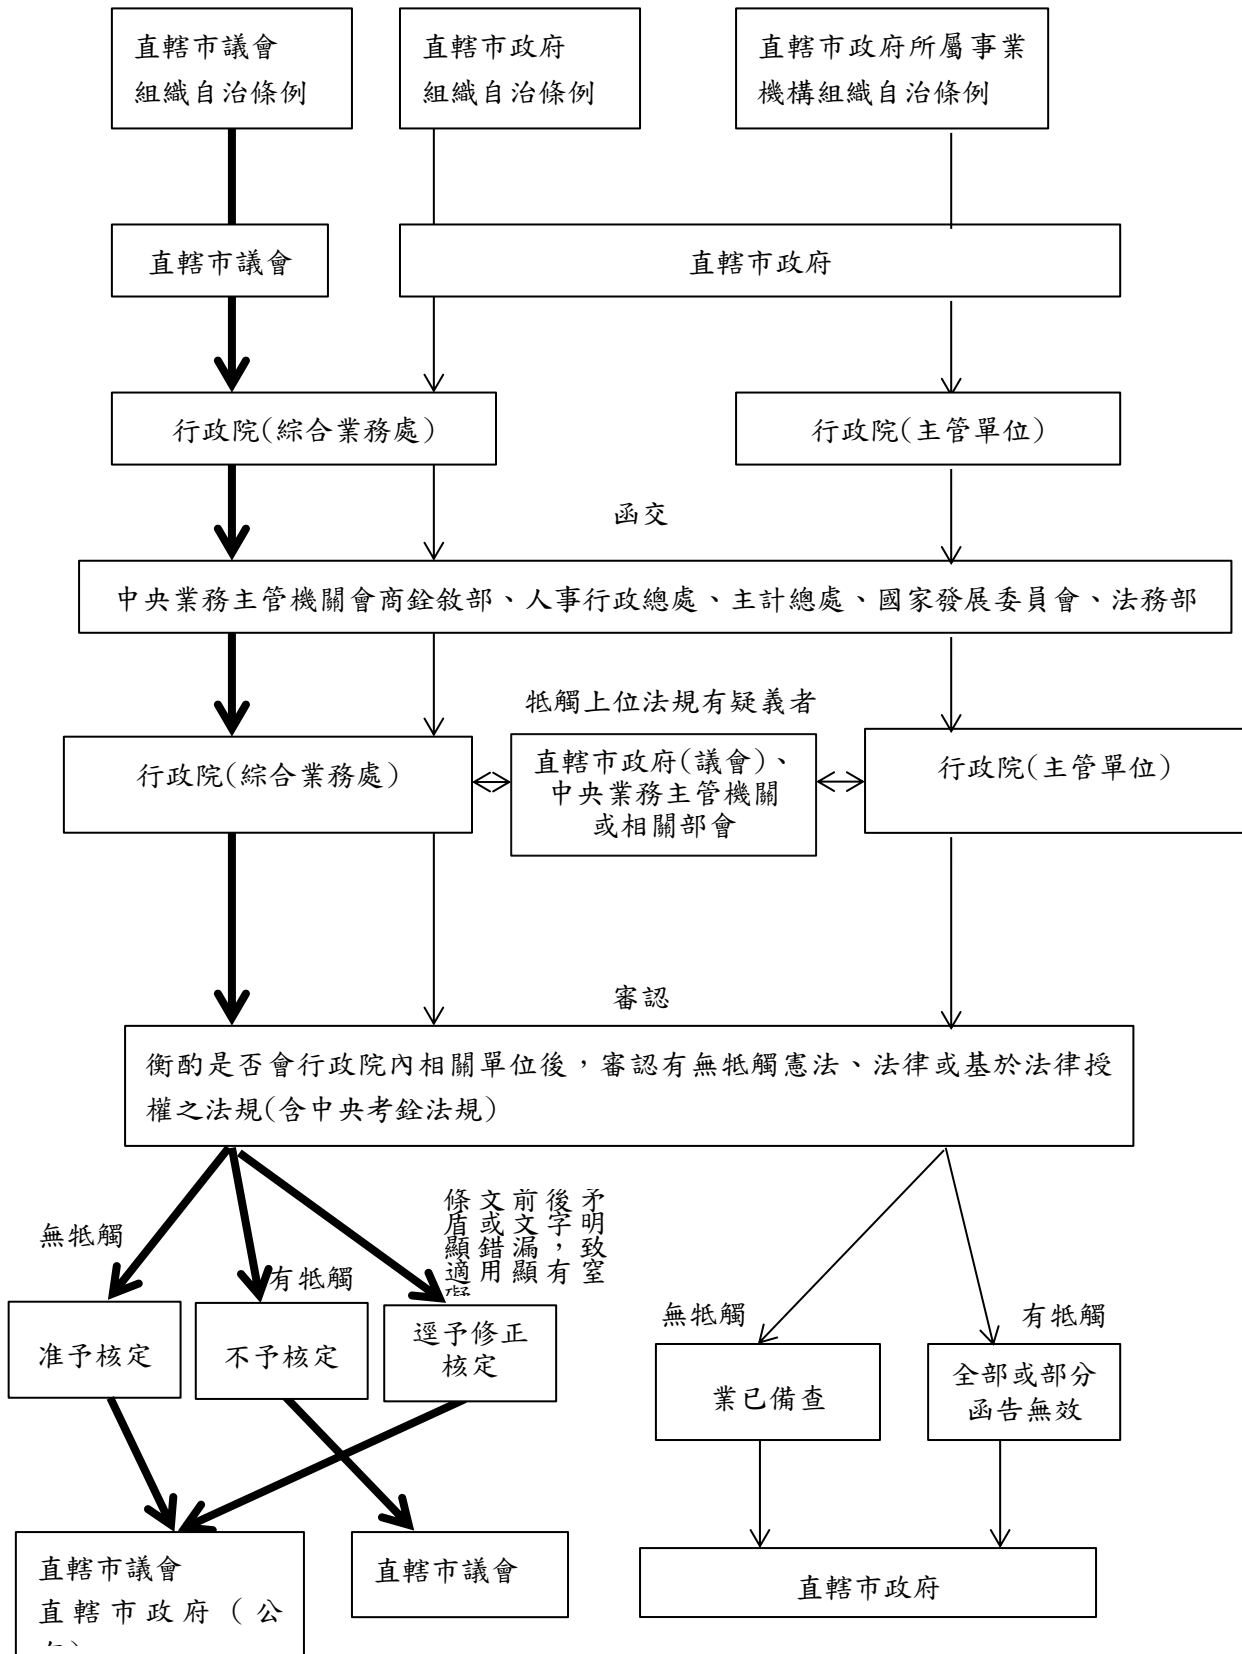 直轄市議會
組織自治條例
直轄市政府
組織自治條例
直轄市政府所屬事業
機構組織自治條例
直轄市議會
直轄市政府
行政院(綜合業務處)
行政院(主管單位)
函交
中央業務主管機關會商銓敘部、人事行政總處、主計總處、國家發展委員會、法務部
牴觸上位法規有疑義者
行政院(綜合業務處)
直轄市政府(議會)、
中央業務主管機關
或相關部會
行政院(主管單位)
審認
衡酌是否會行政院內相關單位後，審認有無牴觸憲法、法律或基於法律授
權之法規(含中央考銓法規)
條文前後矛
盾或文字明
顯錯漏，致
適用顯有窒
礙
無牴觸
有牴觸
無牴觸
有牴觸
准予核定
不予核定
逕予修正
核定
業已備查
全部或部分
函告無效
直轄市議會
直轄市政府（公
直轄市議會
直轄市政府